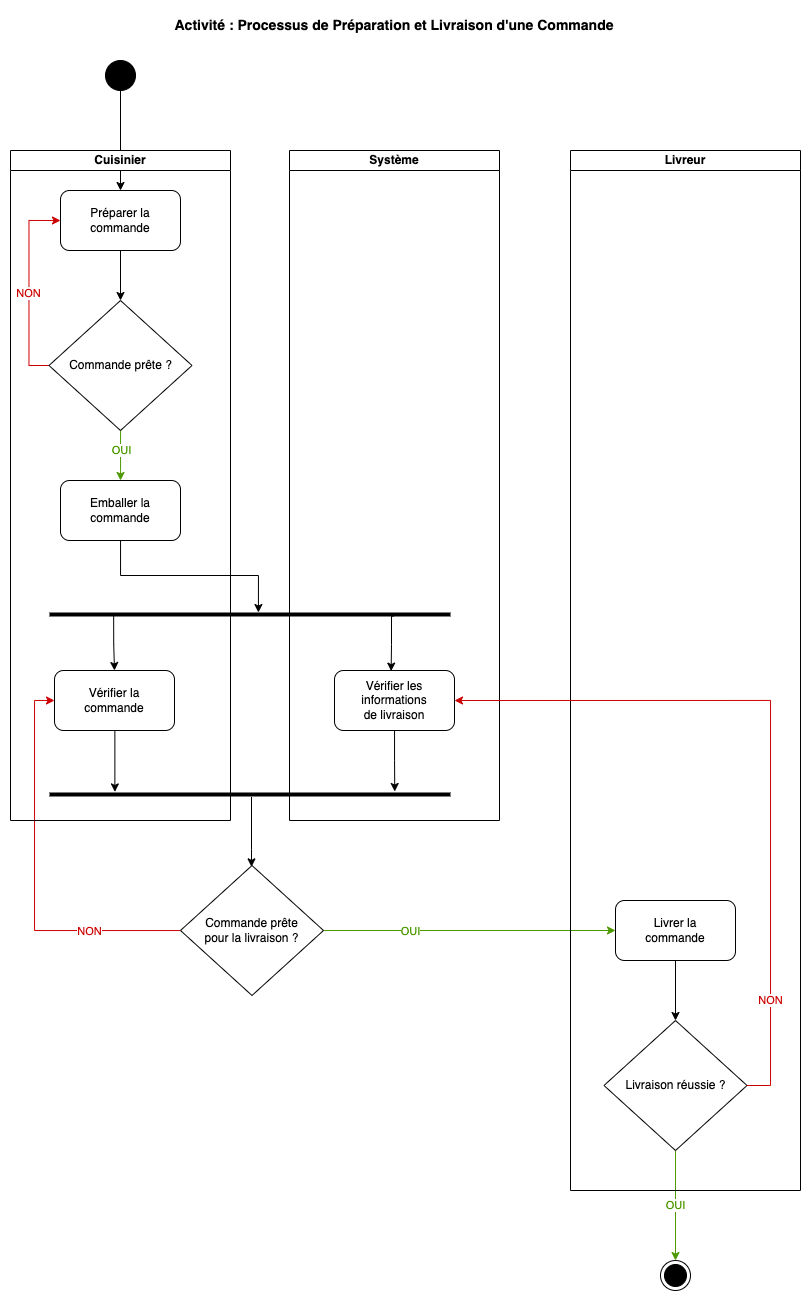 Activité : Processus de Préparation et Livraison d'une Commande
Cuisinier
Système
Livreur
Préparer la
commande
NON
Commande prête ?
OUI
Emballer la
commande
Vérifier la
commande
Vérifier les
informations
de livraison
Commande prête
pour la livraison ?
NON
OUI
Livrer la
commande
NON
Livraison réussie ?
OUI